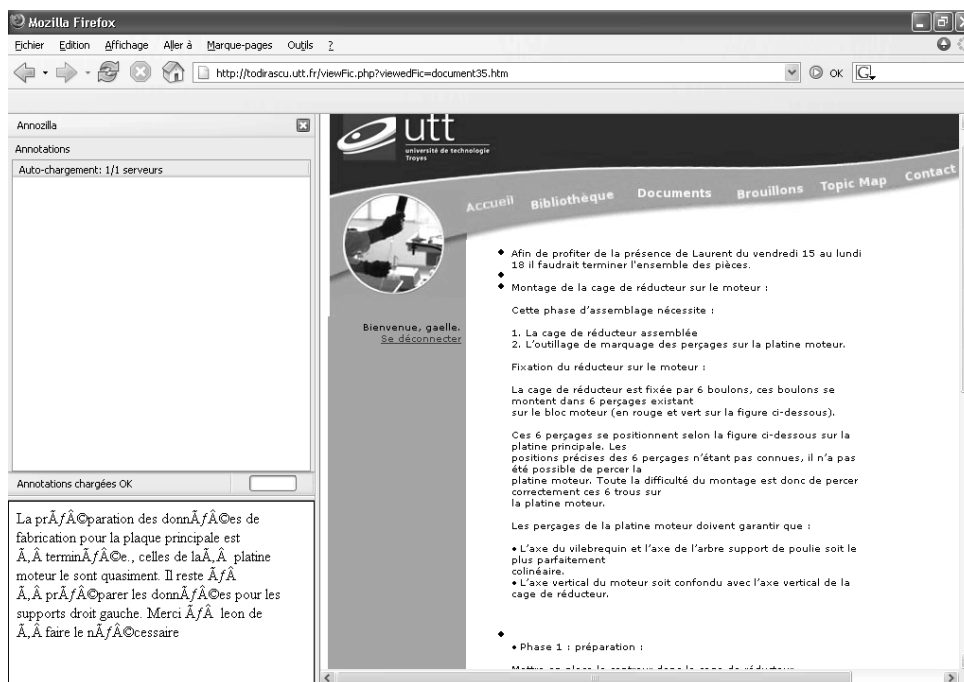 Mozilla Firefox
Fichier Edition Affichage Aller à Marque-pages Outils ?
http://todirascu.utt.fr/viewFic.php?viewedFic=document35.htm
OK
G
Annozilla
Annotations
Auto-chargement: 1/1 serveurs
Annotations chargées OK
La prÃƒÂ©paration des donnÃƒÂ©es de
fabrication pour la plaque principale est
Ã‚Â terminÃƒÂ©e., celles de laÃ‚Â platine
moteur le sont quasiment. Il reste ÃƒÂ
Ã‚Â prÃƒÂ©parer les donnÃƒÂ©es pour les
supports droit gauche. Merci ÃƒÂ leon de
Ã‚Â faire le nÃƒÂ©cessaire
utt
université de technologie
Troyes
Accueil Bibliothèque Documents Brouillons Topic Map Contact
Bienvenue, gaelle.
Se déconnecter
Afin de profiter de la présence de Laurent du vendredi 15 au lundi
18 il faudrait terminer l'ensemble des pièces.
Montage de la cage de réducteur sur le moteur :
Cette phase d'assemblage nécessite :
1. La cage de réducteur assemblée
2. L'outillage de marquage des perçages sur la platine moteur.
Fixation du réducteur sur le moteur :
La cage de réducteur est fixée par 6 boulons, ces boulons se
montent dans 6 perçages existant
sur le bloc moteur (en rouge et vert sur la figure ci-dessous).
Ces 6 perçages se positionnent selon la figure ci-dessous sur la
platine principale. Les
positions précises des 6 perçages n'étant pas connues, il n'a pas
été possible de percer la
platine moteur. Toute la difficulté du montage est donc de percer
correctement ces 6 trous sur
la platine moteur.
Les perçages de la platine moteur doivent garantir que :
• L'axe du vilebrequin et l'axe de l'arbre support de poulie soit le
plus parfaitement
colinéaire.
• L'axe vertical du moteur soit confondu avec l'axe vertical de la
cage de réducteur.
• Phase 1 : préparation :
Mettre en place le centreur dans la cage de réducteur